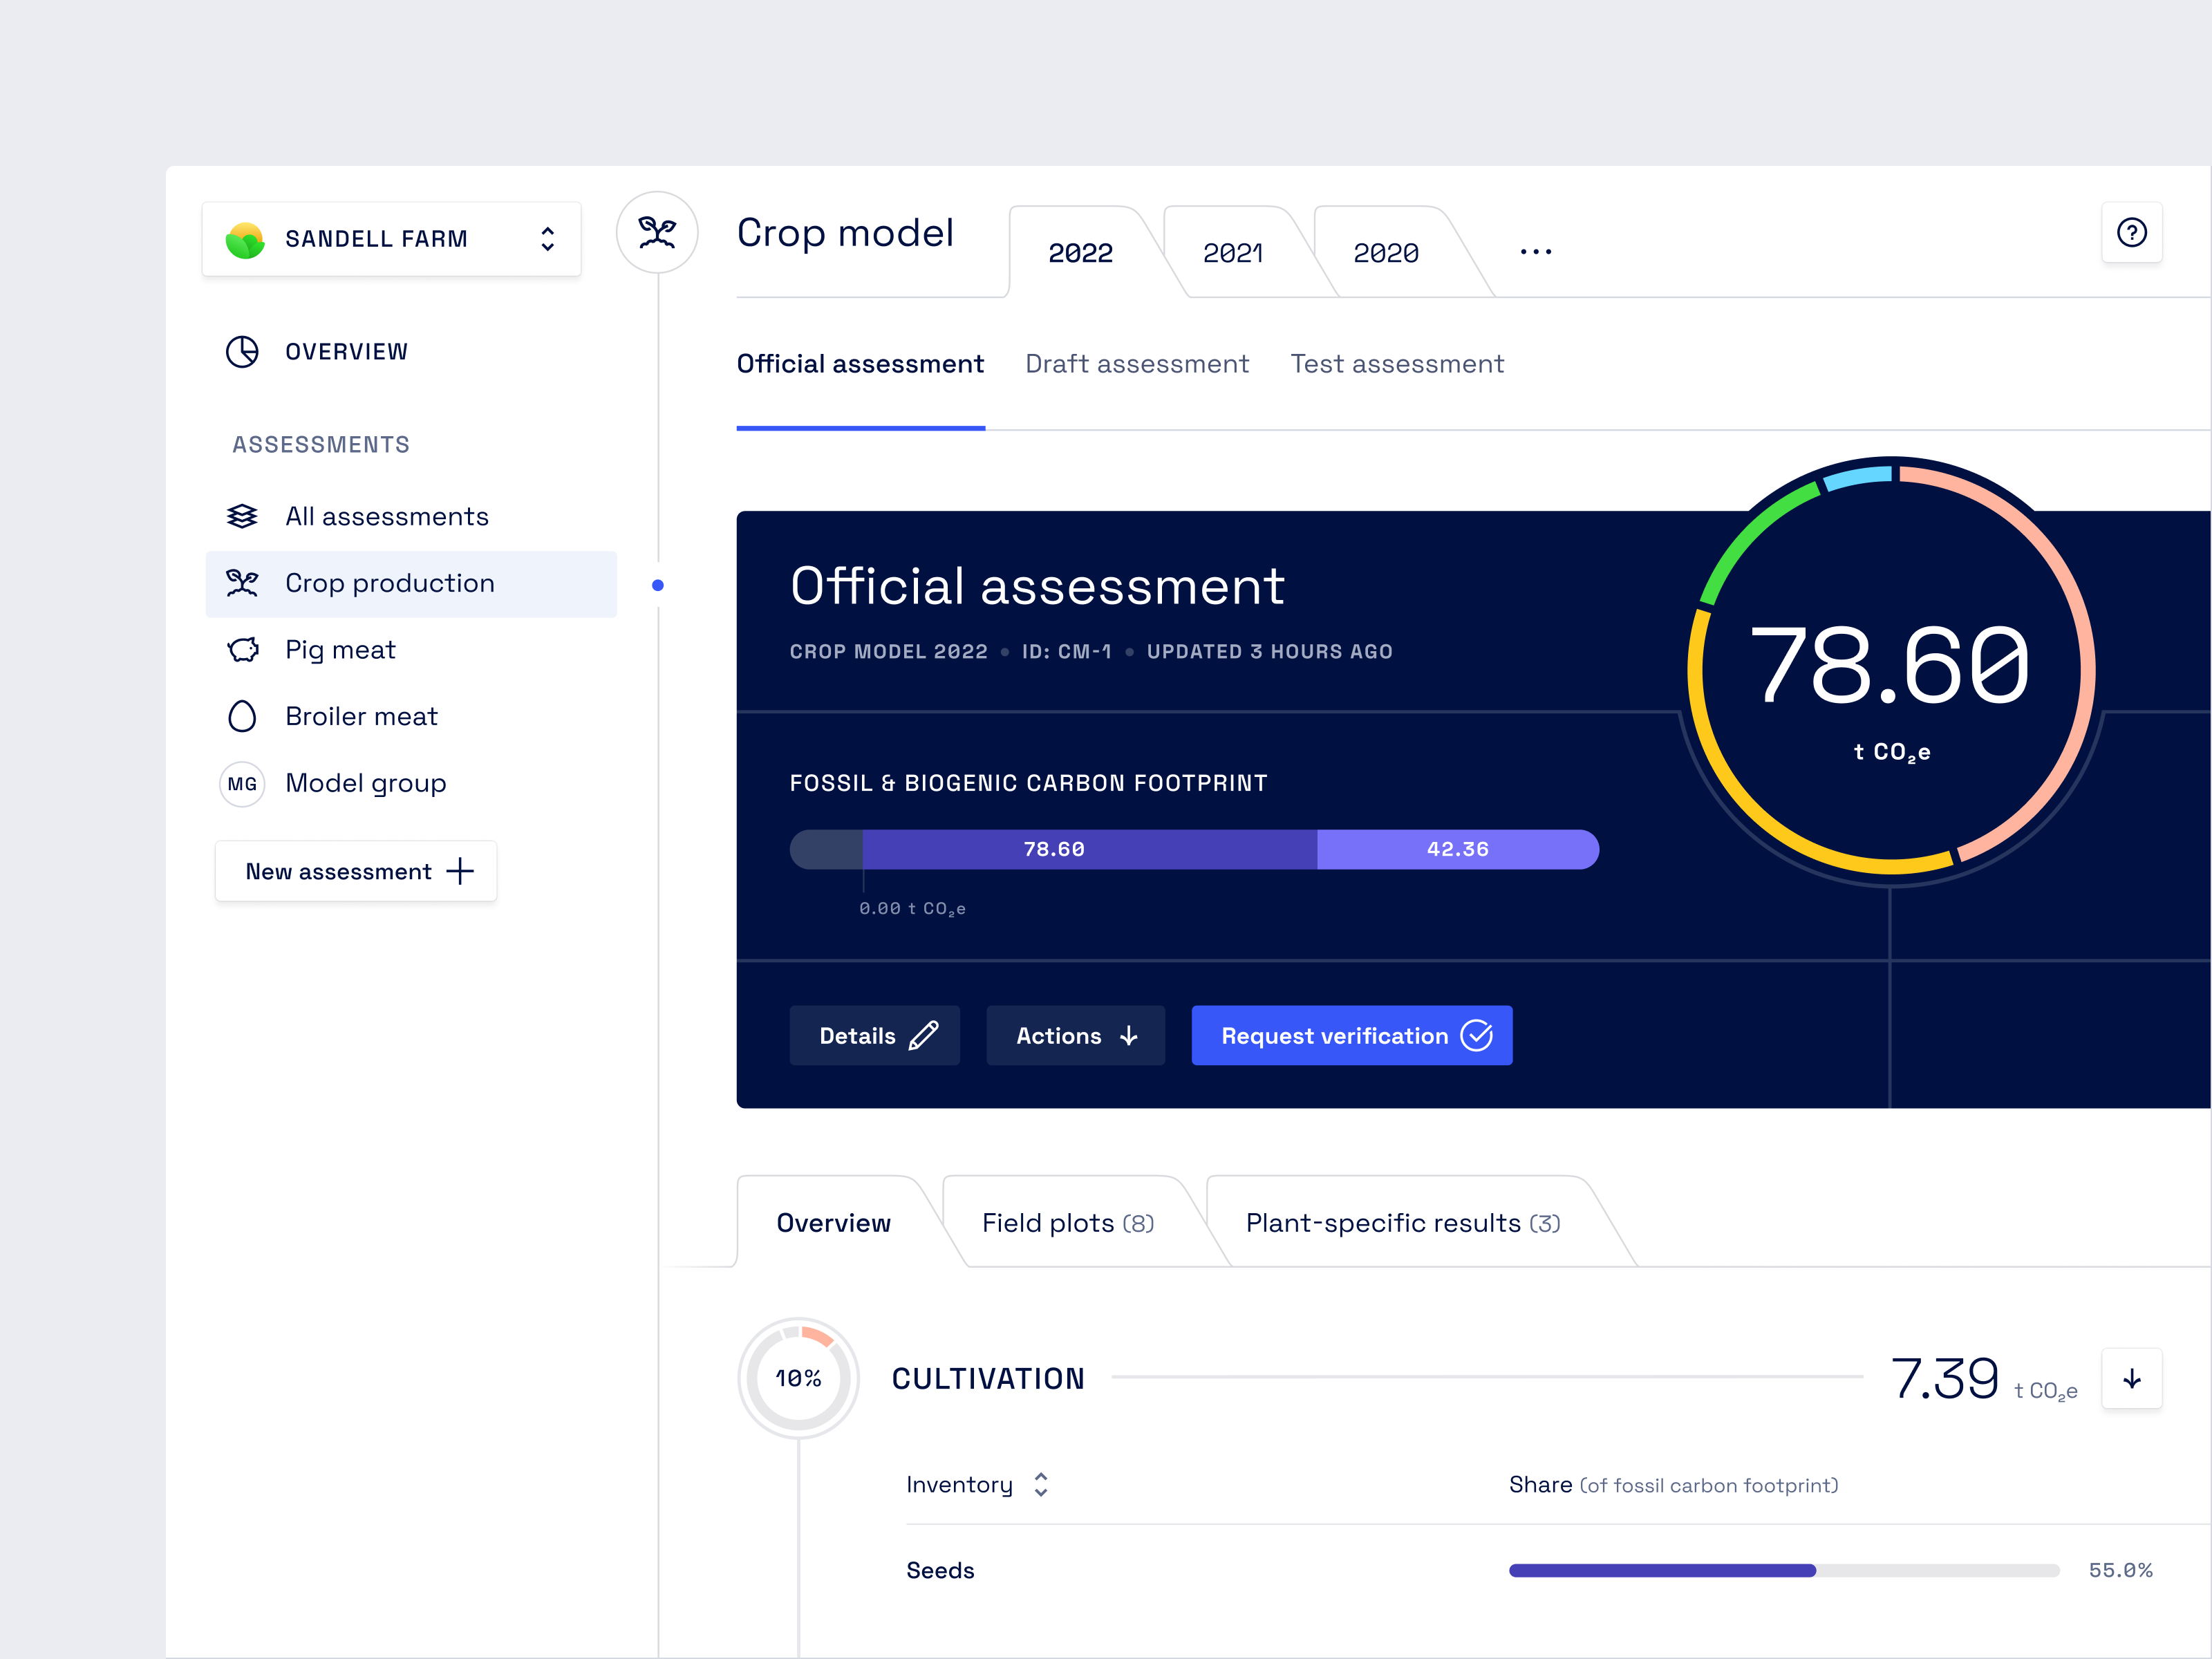 SANDELL FARM
OVERVIEW
ASSESSMENTS
All assessments
Crop production
Pig meat
Broiler meat
MG Model group
New assessment
Crop model
2022
2021
2020
...
Official assessment
Draft assessment
Test assessment
Official assessment
CROP MODEL 2022 • ID: CM-1 • UPDATED 3 HOURS AGO
78.60
t CO₂e
FOSSIL & BIOGENIC CARBON FOOTPRINT
78.60
42.36
0.00 t CO₂e
Details
Actions
Request verification
Overview
Field plots (8)
Plant-specific results (3)
10%
CULTIVATION
7.39 t CO₂e
Inventory
Share (of fossil carbon footprint)
Seeds
55.0%